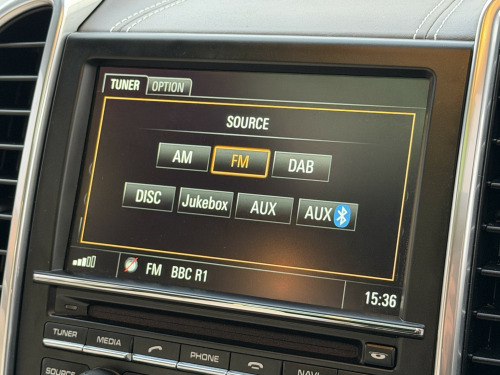 TUNER OPTION
SOURCE
AM FM DAB
DISC Jukebox AUX AUX
FM BBC R1
15:36
TUNER MEDIA PHONE NAVI
SOURCE